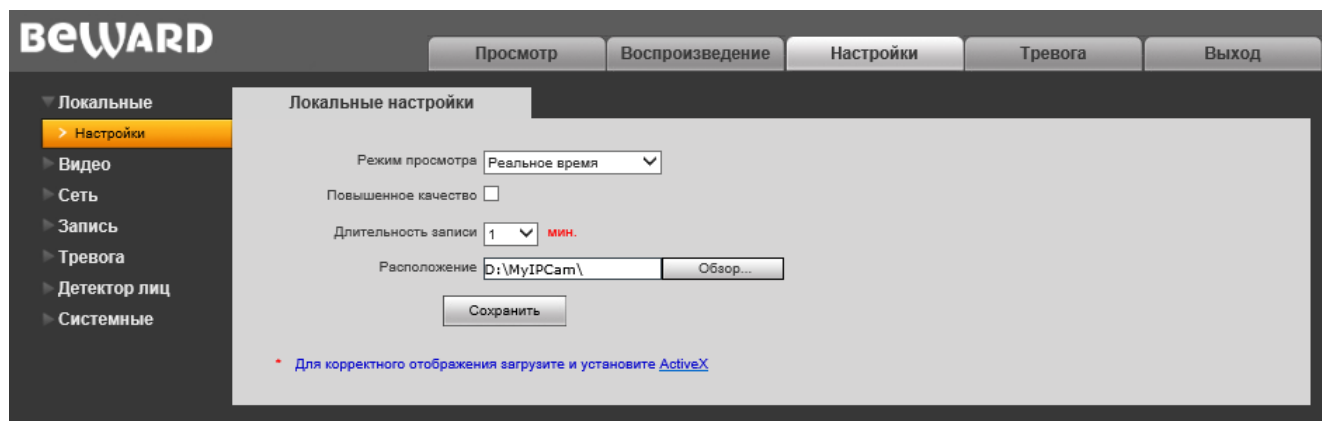 BEWARD
Просмотр Воспроизведение Настройки Тревога Выход
Локальные
Настройки
Видео
Сеть
Запись
Тревога
Детектор лиц
Системные
Локальные настройки
Режим просмотра Реальное время
Повышенное качество
Длительность записи 1 мин.
Расположение D:\MyIPCam\ Обзор...
Сохранить
* Для корректного отображения загрузите и установите ActiveX